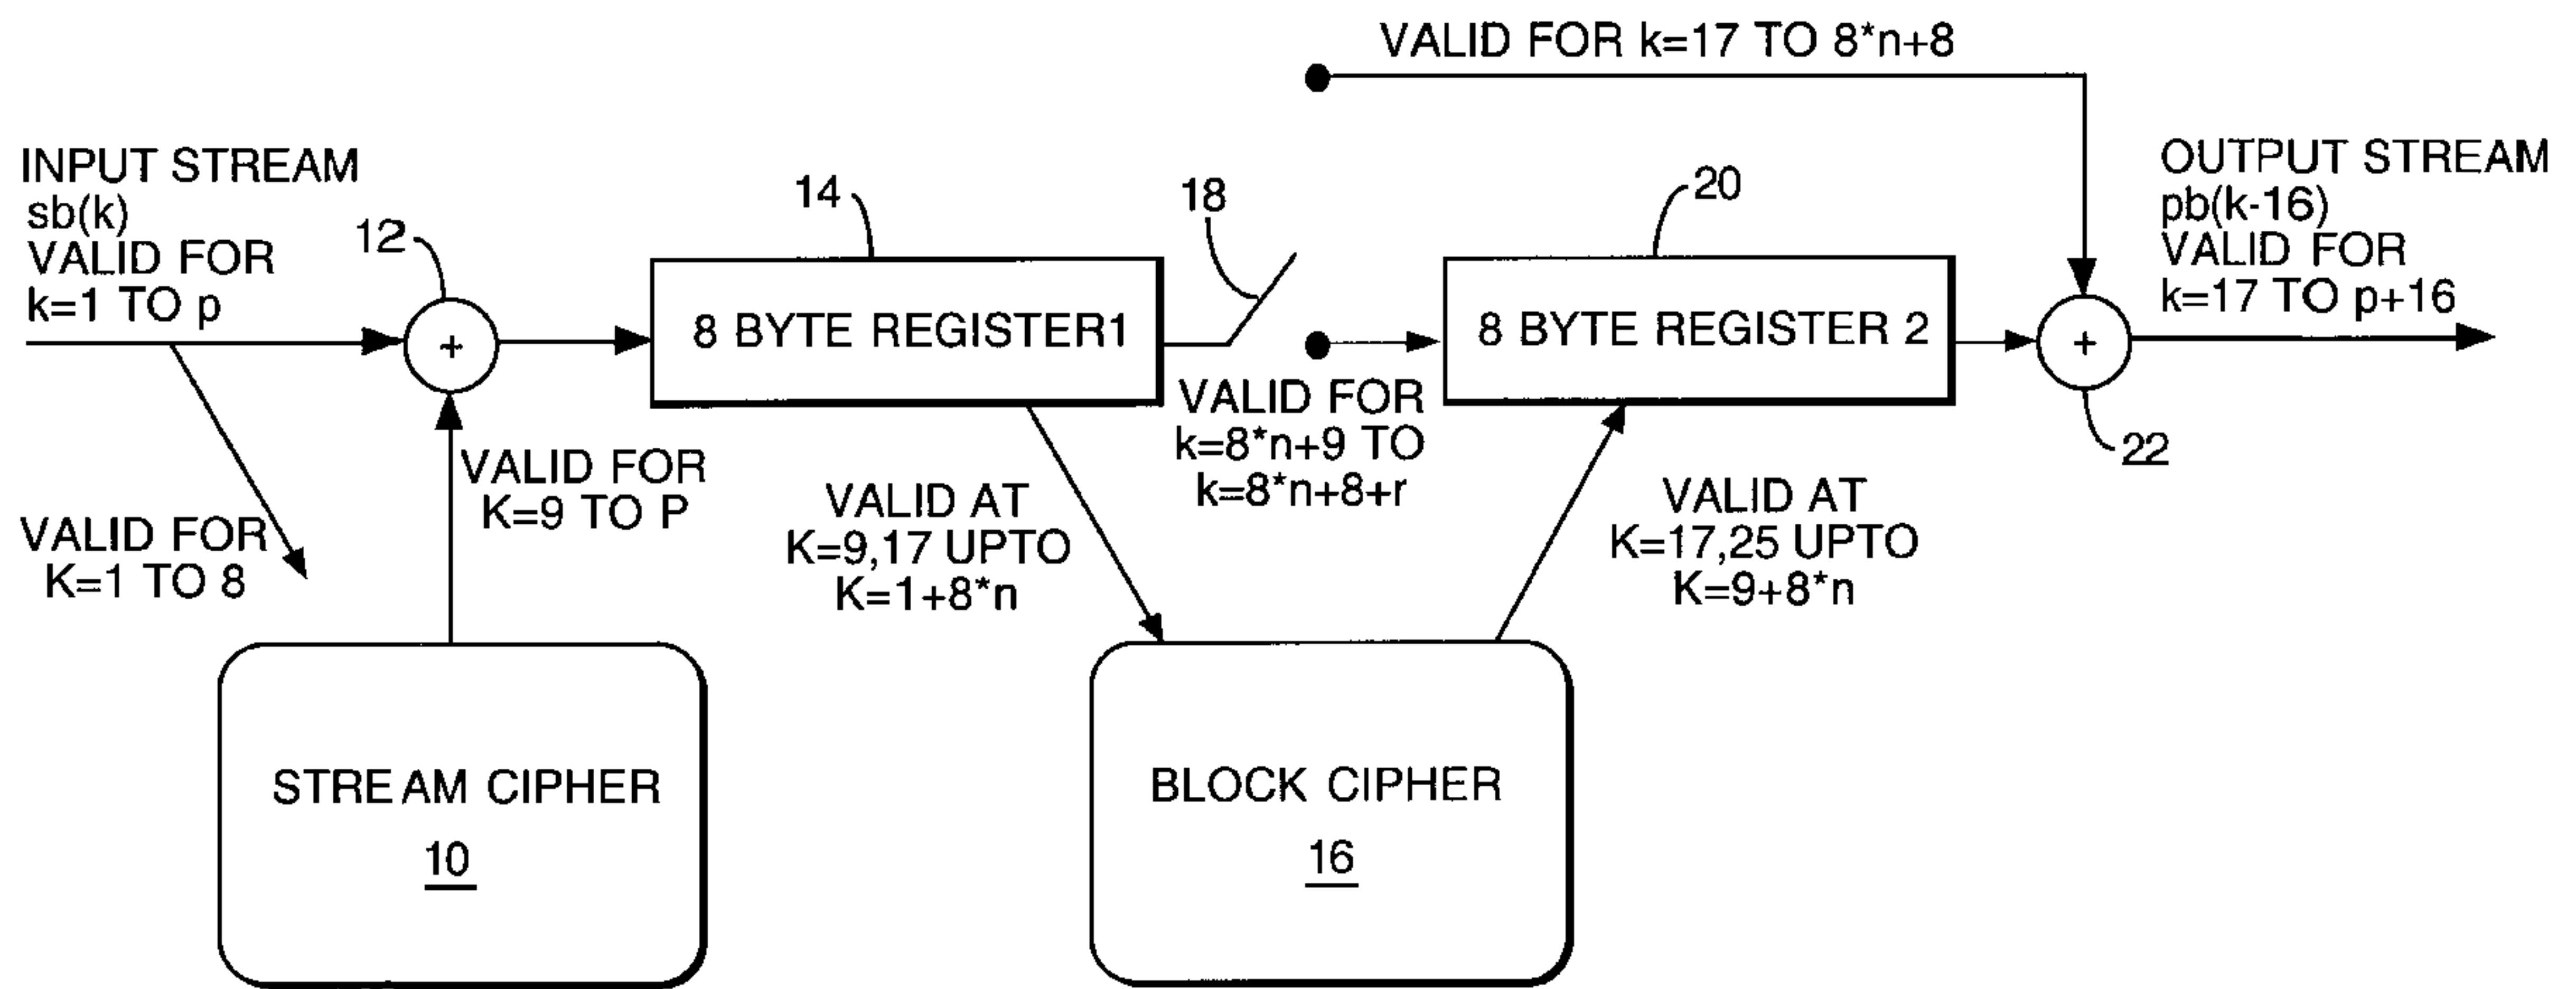 VALID FOR k=17 TO 8*n+8
INPUT STREAM
sb(k)
VALID FOR
k=1 TO p
12
+
14
8 BYTE REGISTER1
18
VALID FOR
k=8*n+9 TO
k=8*n+8+r
20
8 BYTE REGISTER 2
+
22
OUTPUT STREAM
pb(k-16)
VALID FOR
k=17 TO p+16
VALID FOR
K=1 TO 8
VALID FOR
K=9 TO P
VALID AT
K=9,17 UPTO
K=1+8*n
VALID AT
K=17,25 UPTO
K=9+8*n
STREAM CIPHER
10
BLOCK CIPHER
16